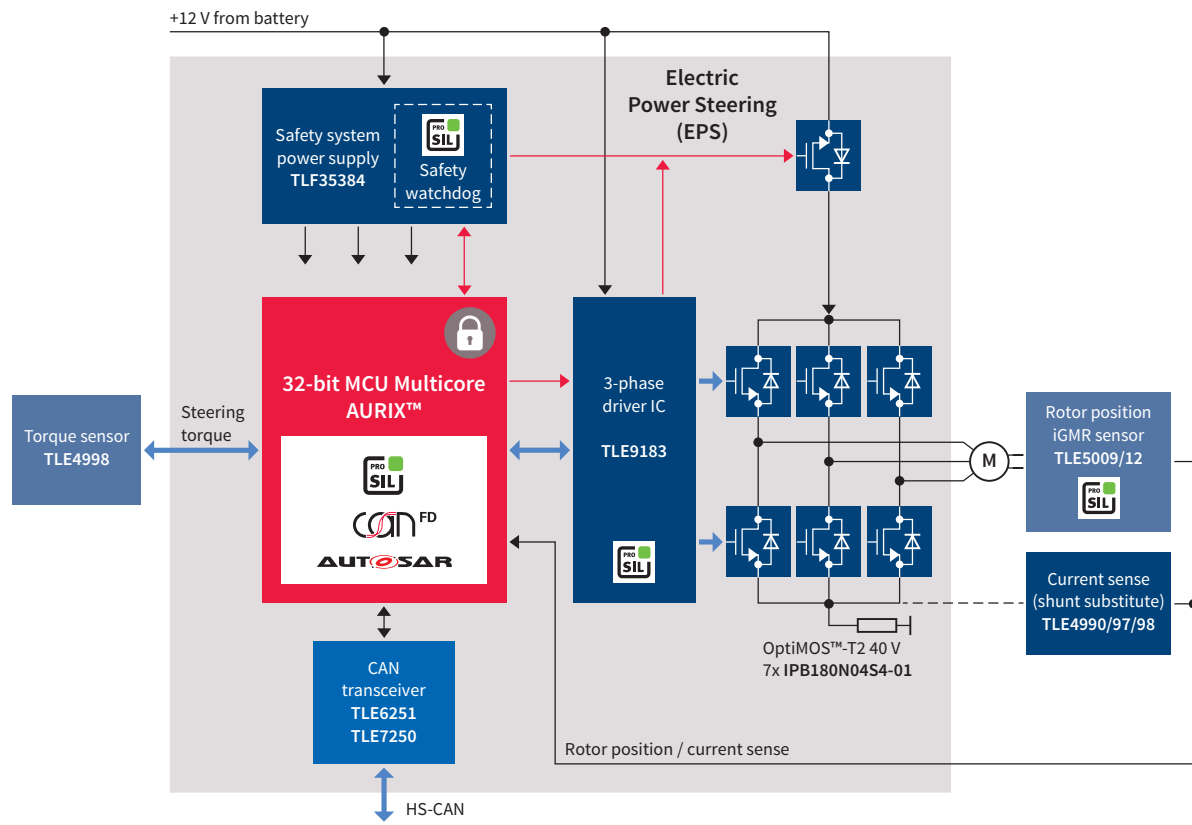 +12 V from battery
Electric
Power Steering
(EPS)
Safety system
power supply
TLF35384
PRO
SIL
Safety
watchdog
32-bit MCU Multicore
AURIX™
PRO
SIL
CAN FD
AUTOSAR
3-phase
driver IC
TLE9183
PRO
SIL
Torque sensor
TLE4998
Steering
torque
M
Rotor position
iGMR sensor
TLE5009/12
PRO
SIL
Current sense
(shunt substitute)
TLE4990/97/98
OptiMOS™-T2 40 V
7x IPB180N04S4-01
CAN
transceiver
TLE6251
TLE7250
Rotor position / current sense
HS-CAN